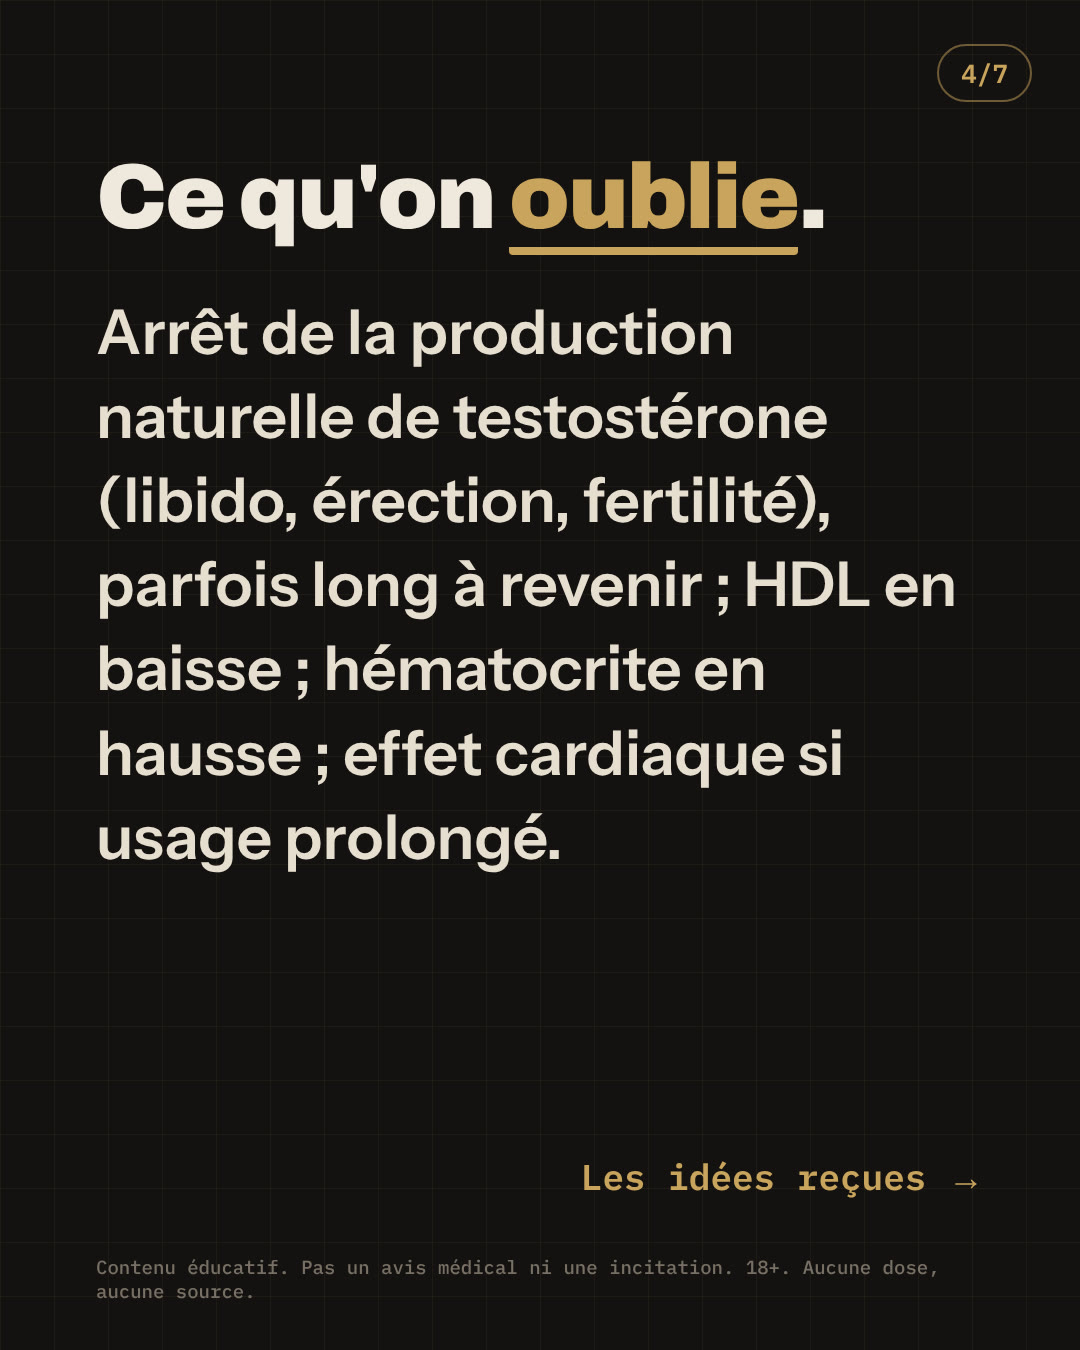 4/7
Ce qu'on oublie.
Arrêt de la production
naturelle de testostérone
(libido, érection, fertilité),
parfois long à revenir ; HDL en
baisse ; hématocrite en
hausse ; effet cardiaque si
usage prolongé.
Les idées reçues →
Contenu éducatif. Pas un avis médical ni une incitation. 18+. Aucune dose,
aucune source.